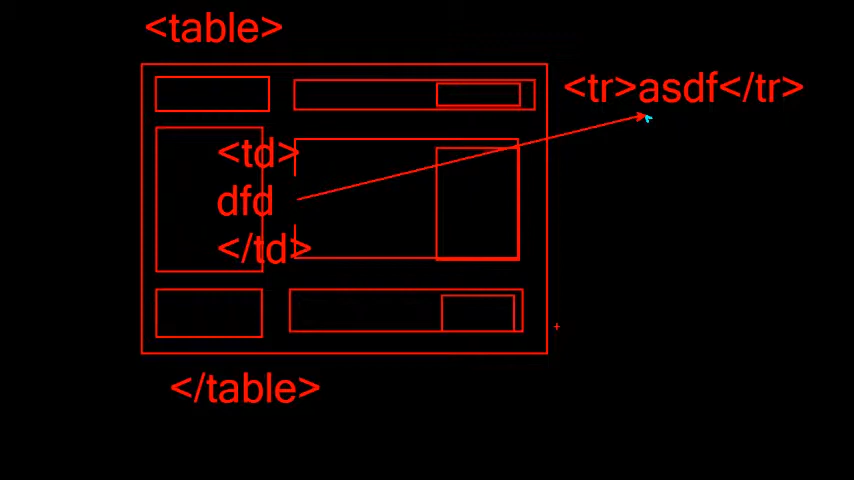 <table>
<tr>asdf</tr>
<td>
dfd
</td>
</table>